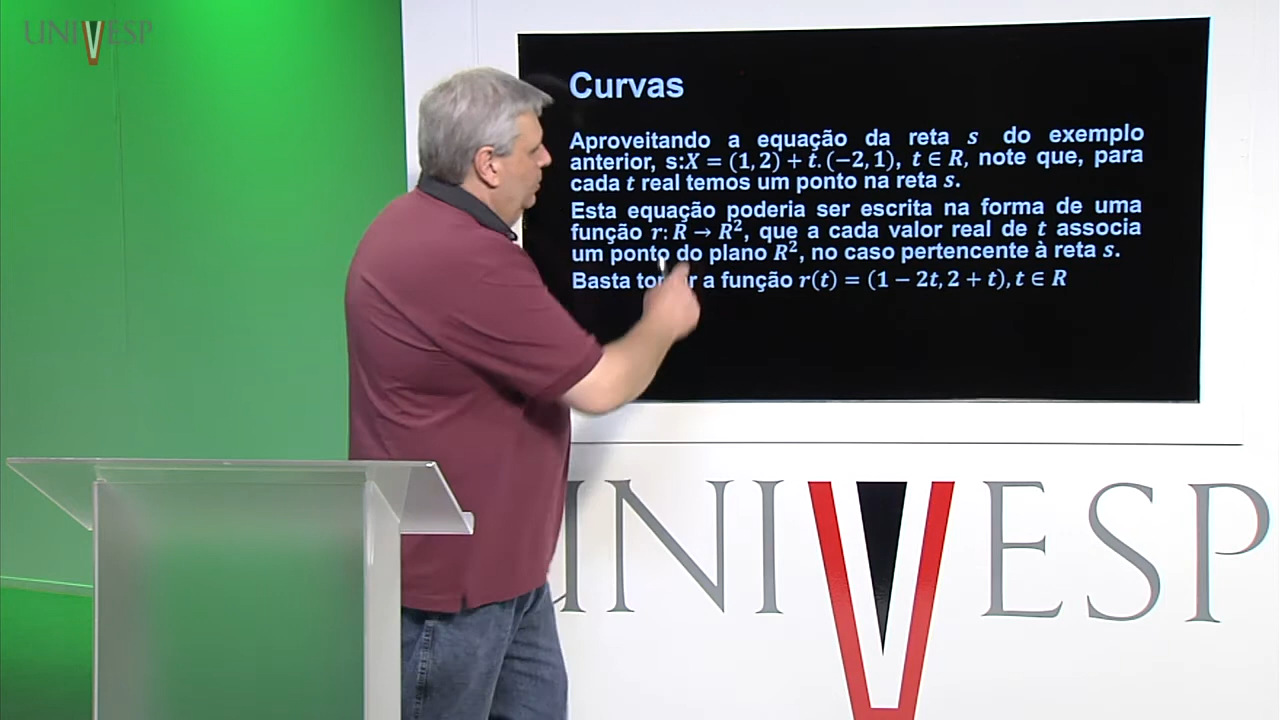 UNIVESP
Curvas
Aproveitando a equação da reta s do exemplo
anterior, s:X = (1,2) + t.(−2,1), t ∈ R, note que, para
cada t real temos um ponto na reta s.
Esta equação poderia ser escrita na forma de uma
função r: R → R², que a cada valor real de t associa
um ponto do plano R², no caso pertencente à reta s.
Basta r a função r(t) = (1 − 2t, 2 + t), t ∈ R
UNIVESP